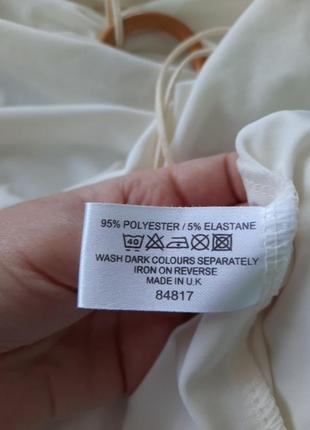 95% POLYESTER / 5% ELASTANE
40
WASH DARK COLOURS SEPARATELY
IRON ON REVERSE
MADE IN U.K
84817